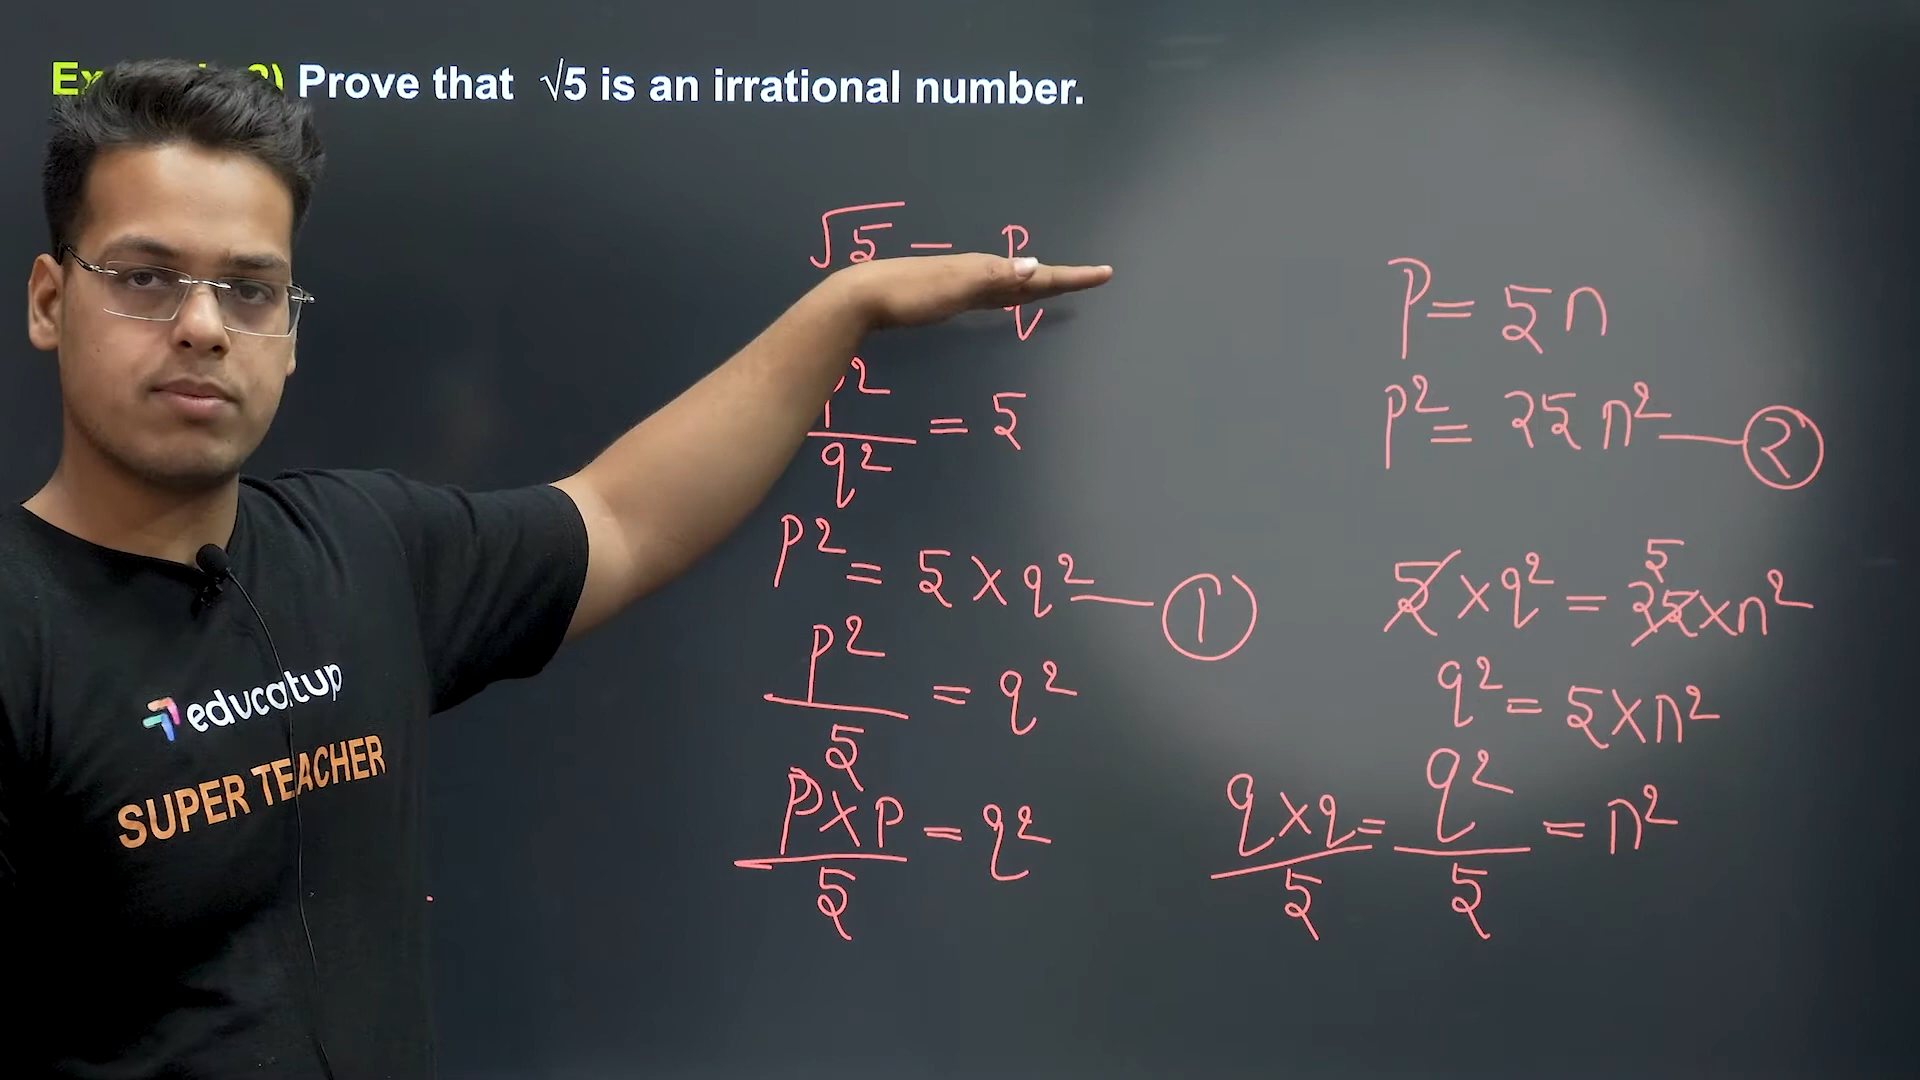 Prove that √5 is an irrational number.
√5 = p
q
p²/q² = 5
p² = 5 × q² — ①
p²/5 = q²
p × p/5 = q²
p = 5n
p² = 25n² — ②
5
5 × q² = 25 × n²
q² = 5 × n²
q × q/5 = q²/5 = n²
educatup
SUPER TEACHER